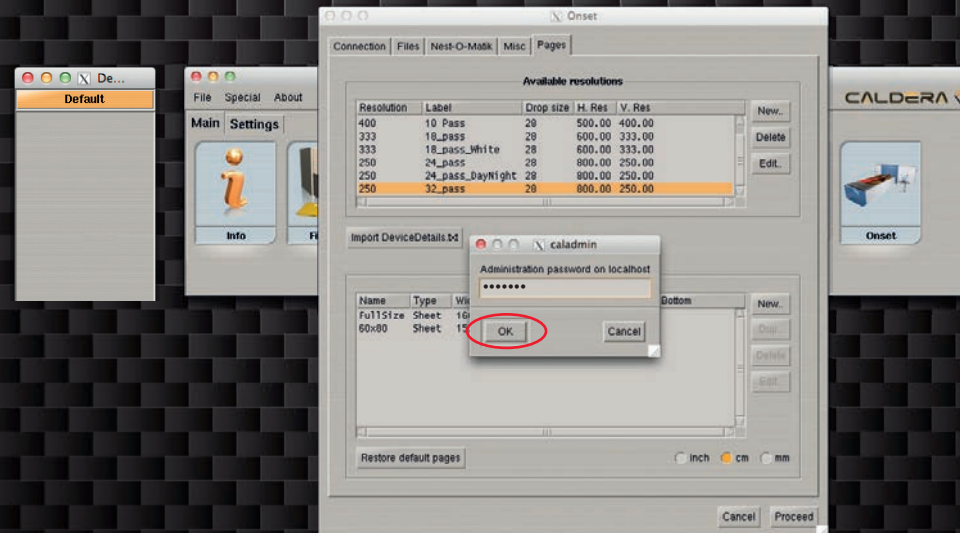 Onset
Connection Files Nest-O-Matik Misc Pages
De...
Default
File Special About
Main Settings
Info
CALDERA
Onset
Available resolutions
Resolution Label Drop size H. Res V. Res
400 10 Pass 28 500.00 400.00
333 18_pass 28 600.00 333.00
333 18_pass_White 28 600.00 333.00
250 24_pass 28 800.00 250.00
250 24_pass_DayNight 28 800.00 250.00
250 32_pass 28 800.00 250.00
New..
Delete
Edit..
Import DeviceDetails.txt
caladmin
Administration password on localhost
•••••••
OK Cancel
Name Type Bottom
FullSize Sheet
60x80 Sheet
New..
Dup..
Delete
Edit..
Restore default pages
inch cm mm
Cancel Proceed